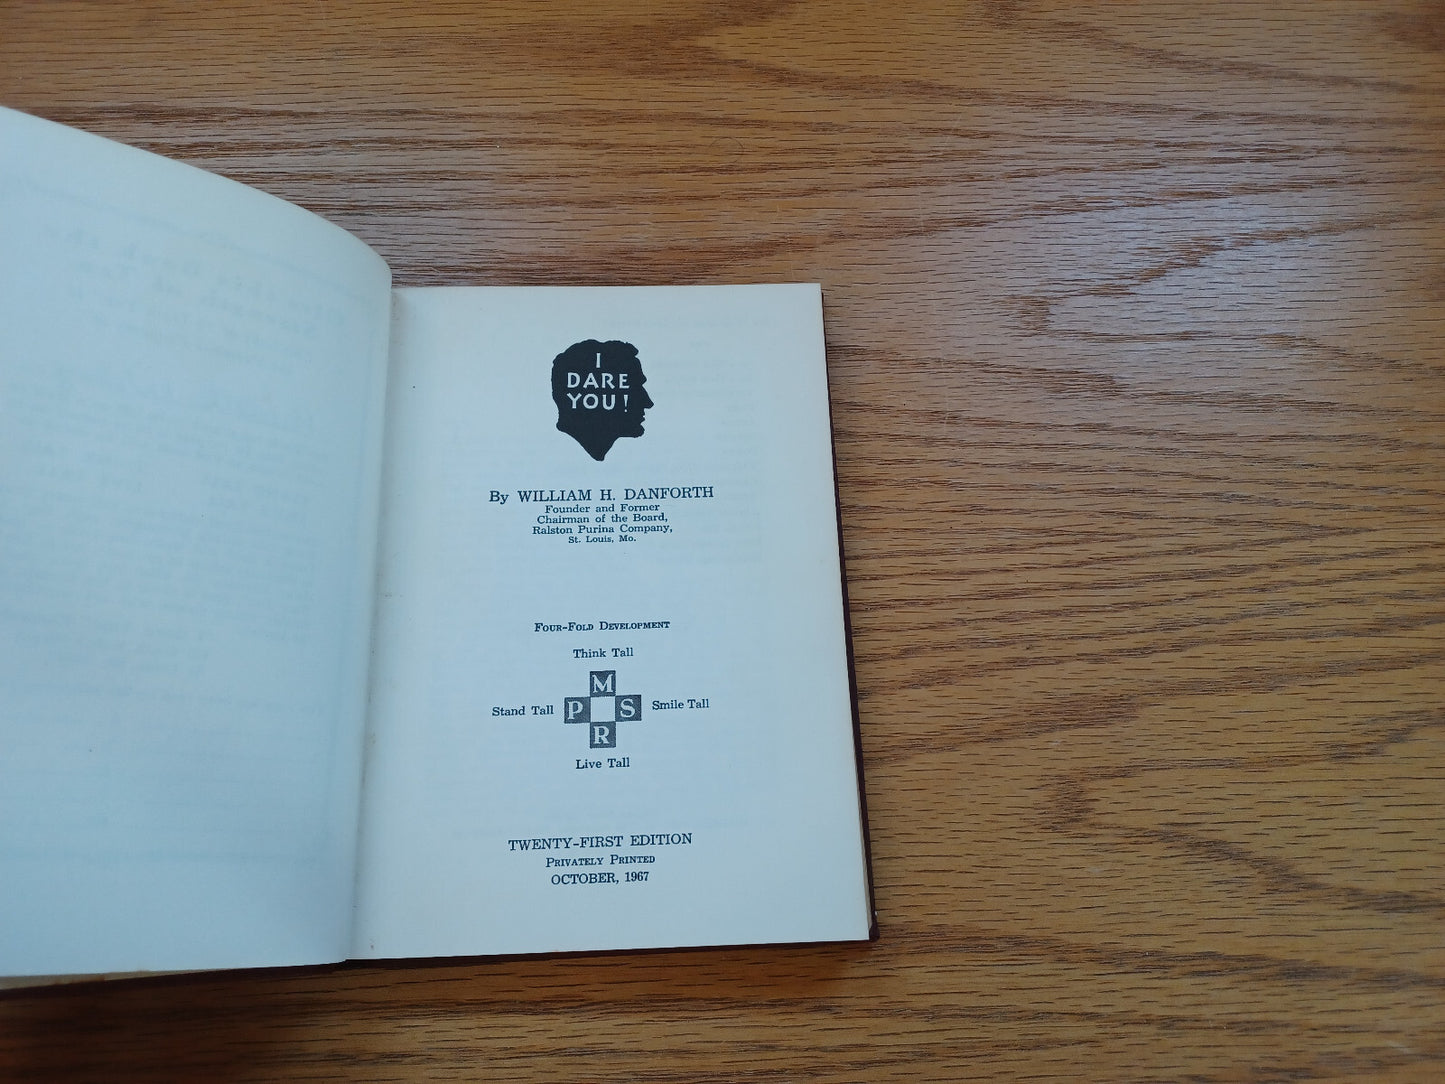 I
DARE
YOU!
By WILLIAM H. DANFORTH
Founder and Former
Chairman of the Board,
Ralston Purina Company,
St. Louis, Mo.
FOUR-FOLD DEVELOPMENT
Think Tall
M
Stand Tall P S Smile Tall
R
Live Tall
TWENTY-FIRST EDITION
PRIVATELY PRINTED
OCTOBER, 1967